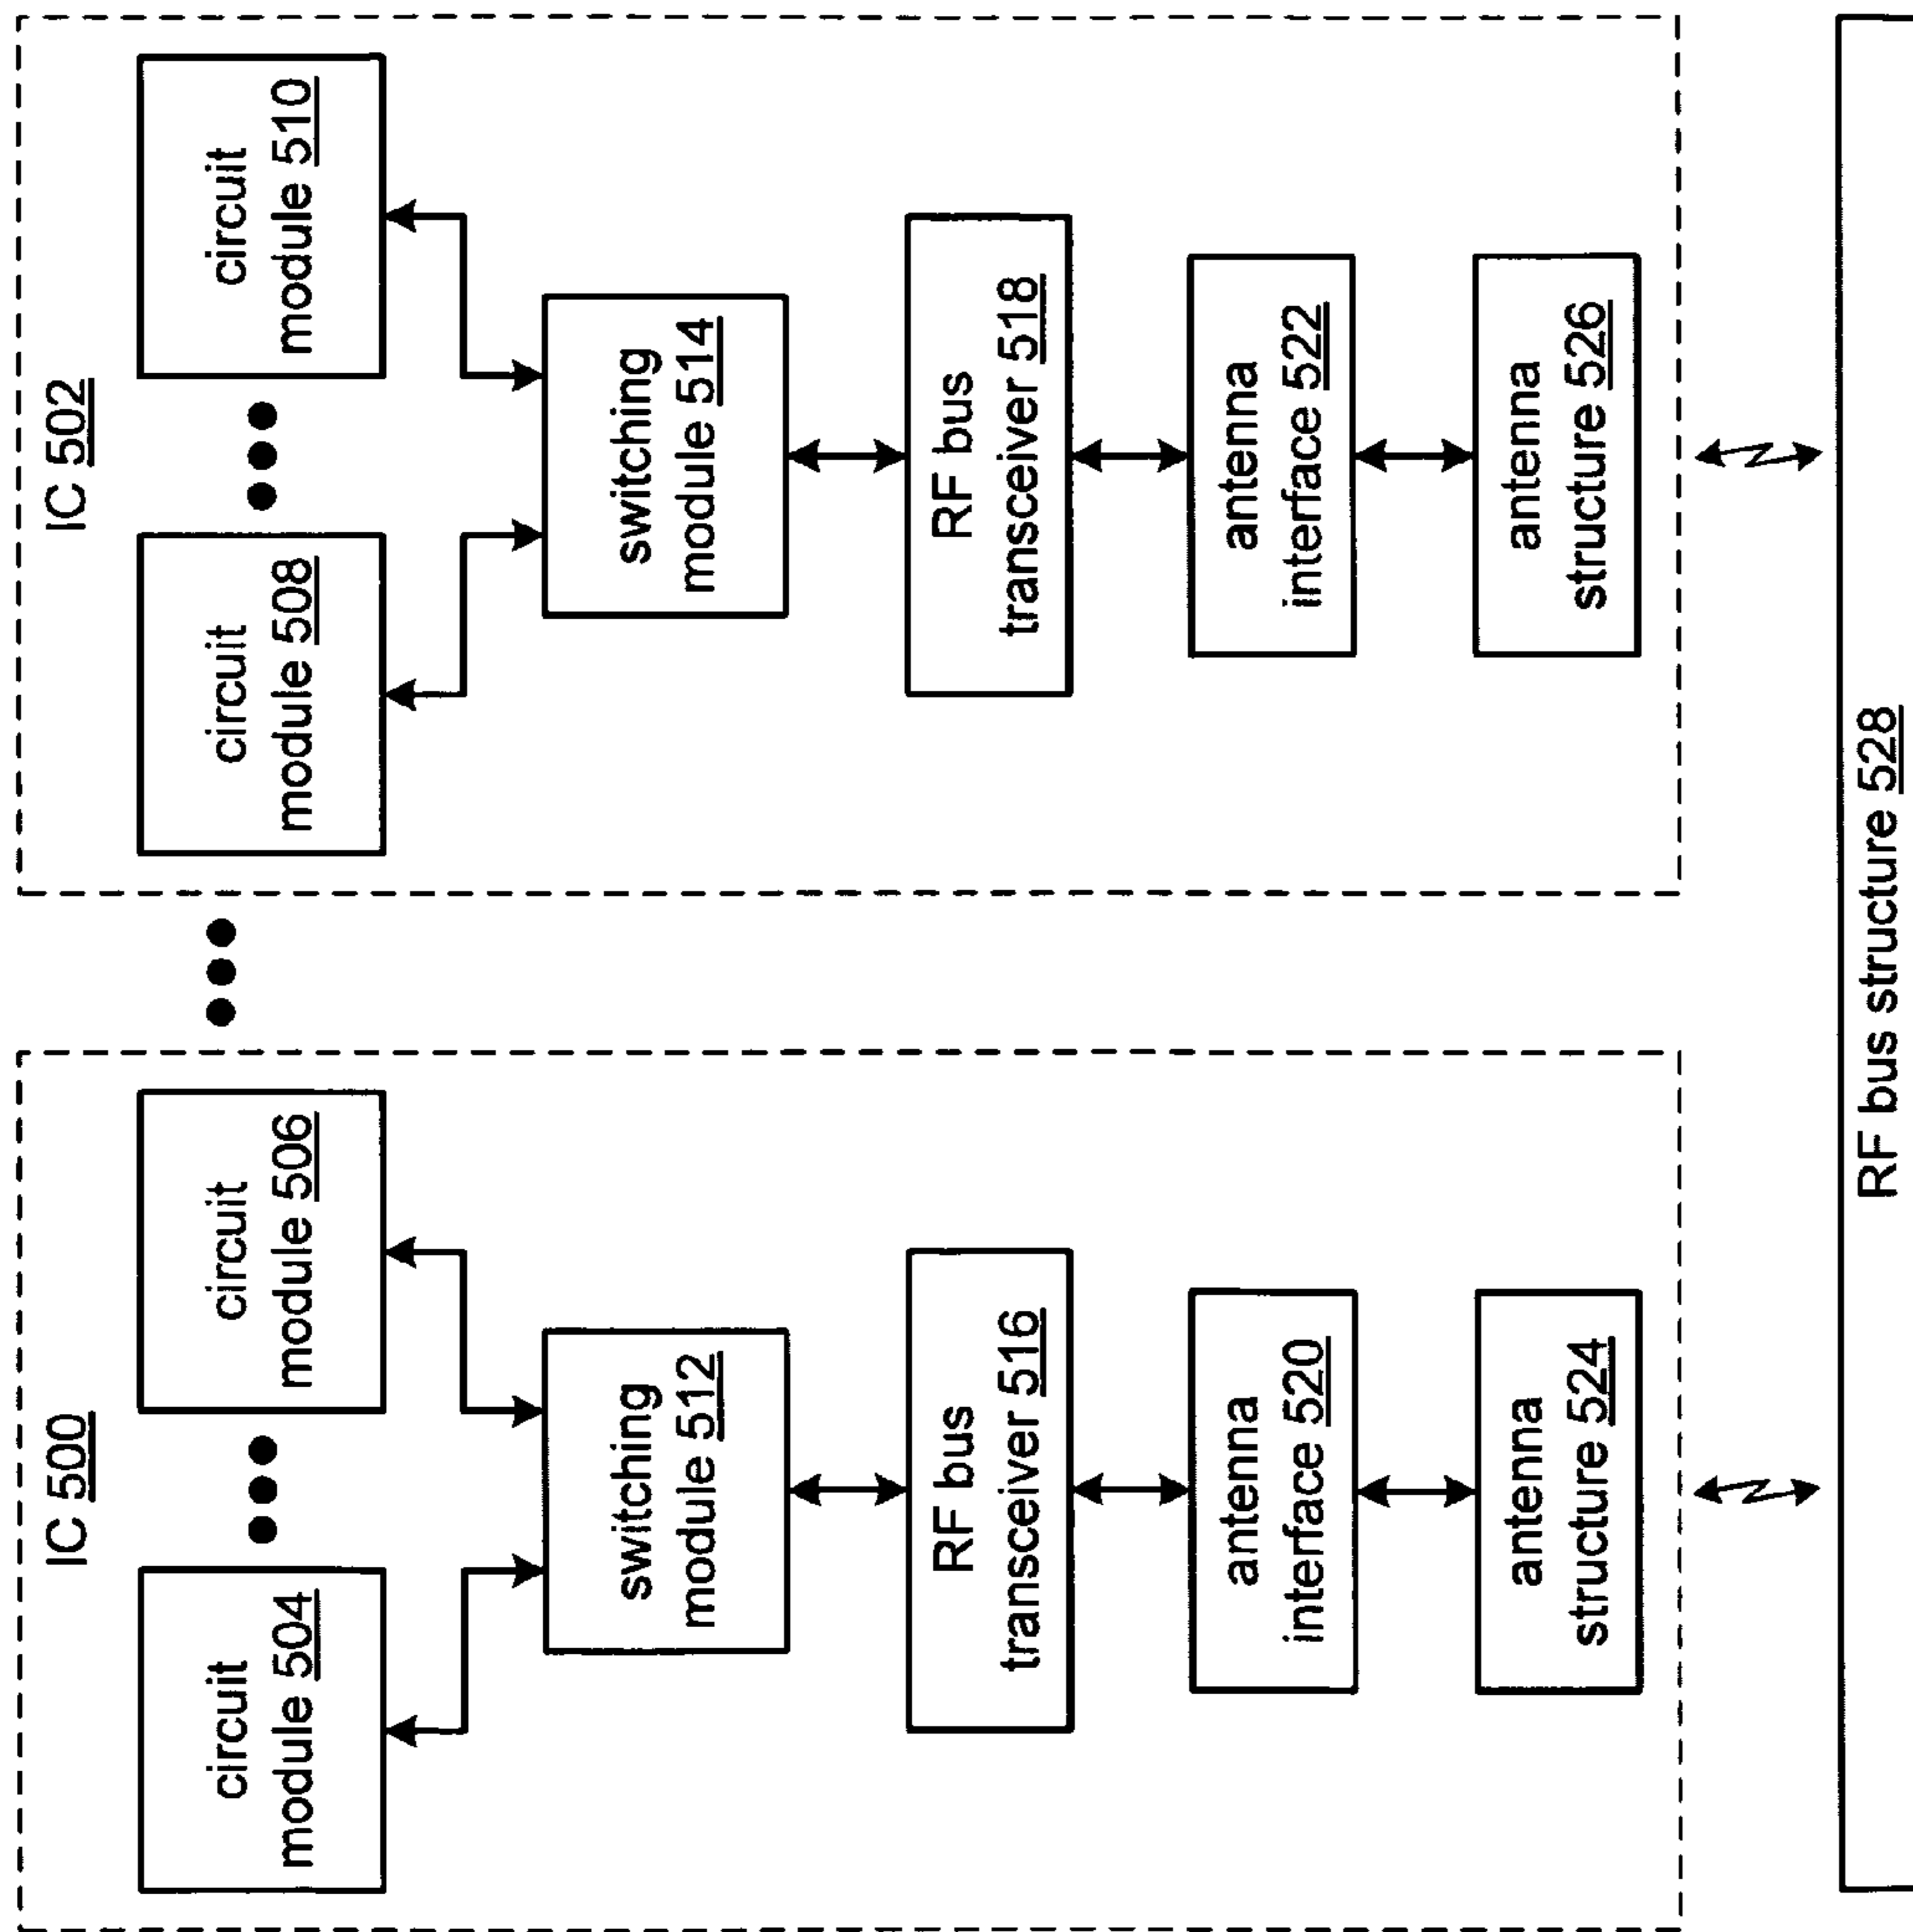 IC 500
circuit
module 504
circuit
module 506
switching
module 512
RF bus
transceiver 516
antenna
interface 520
antenna
structure 524
IC 502
circuit
module 508
circuit
module 510
switching
module 514
RF bus
transceiver 518
antenna
interface 522
antenna
structure 526
RF bus structure 528